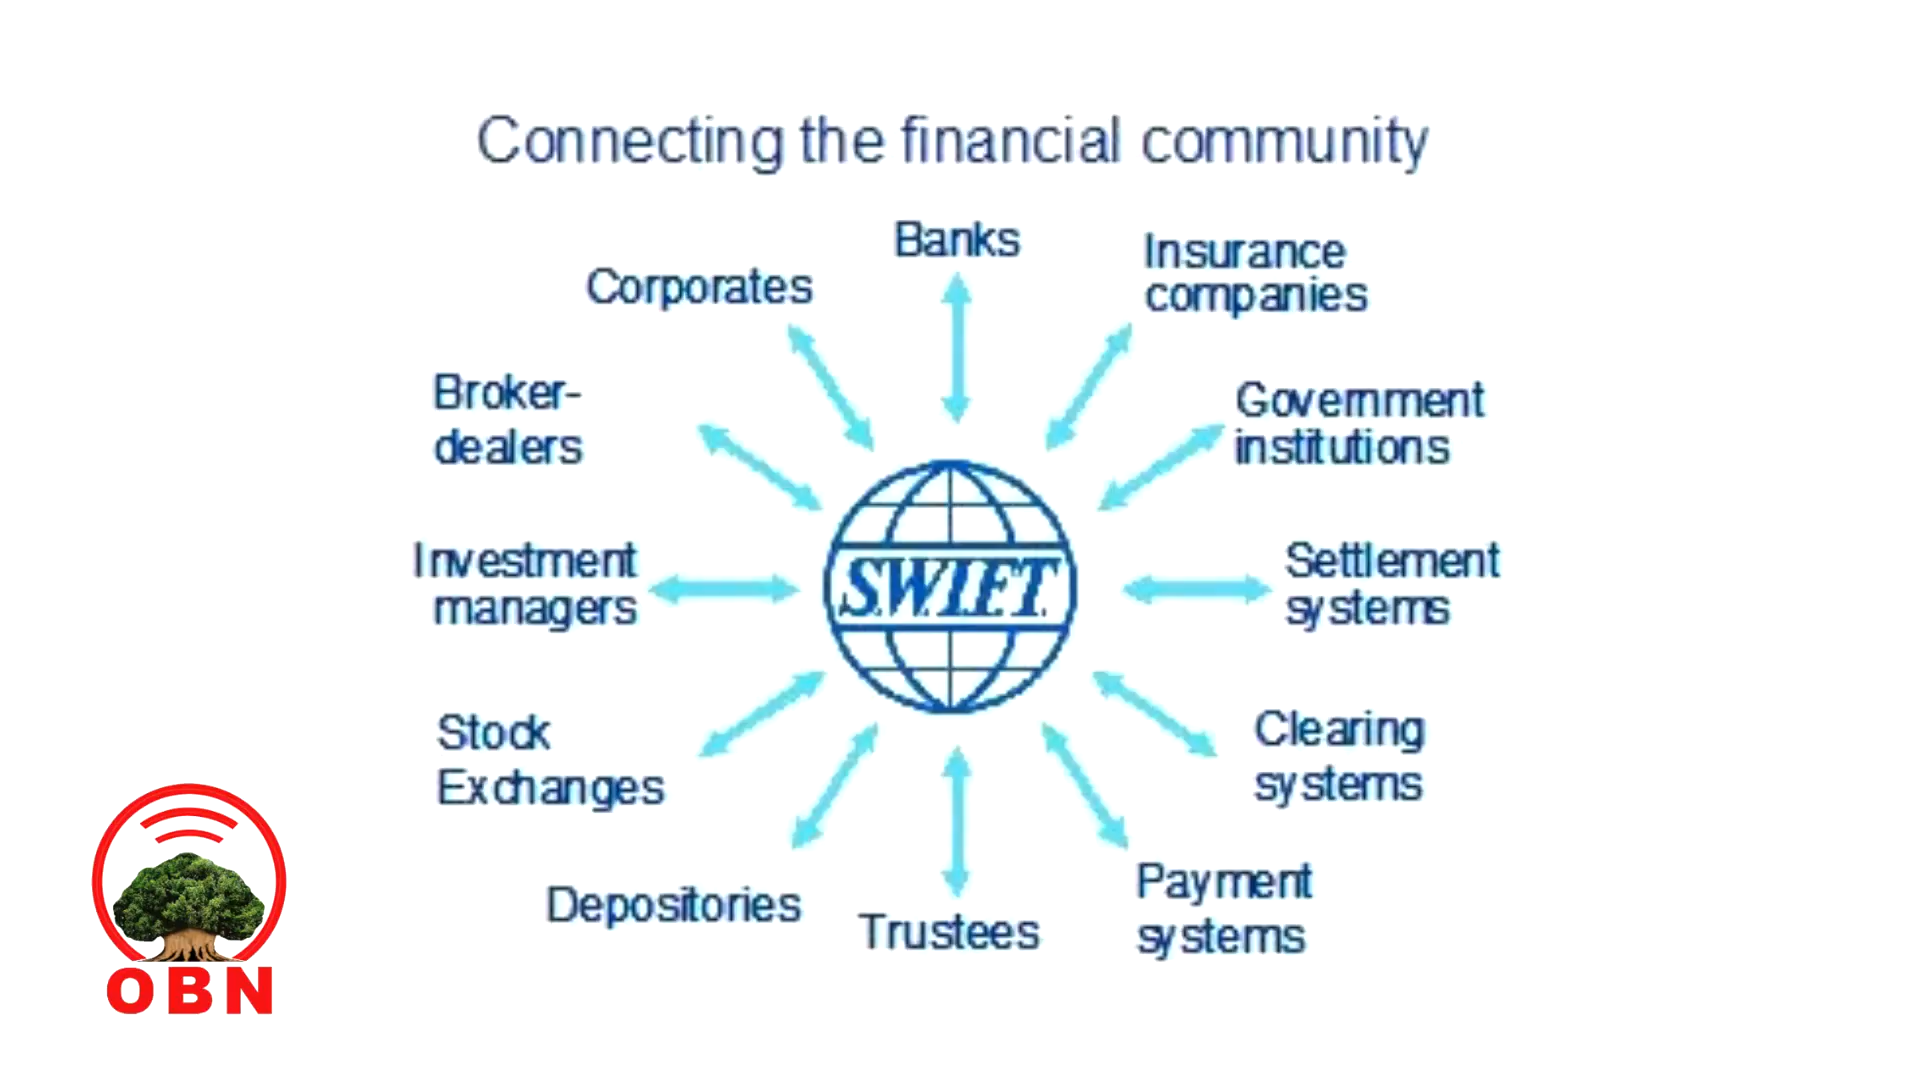 Connecting the financial community
Banks
Insurance
companies
Corporates
Broker-
dealers
Government
institutions
Investment
managers
S.W.I.F.T.
Settlement
systems
Stock
Exchanges
Clearing
systems
Depositories
Trustees
Payment
systems
OBN